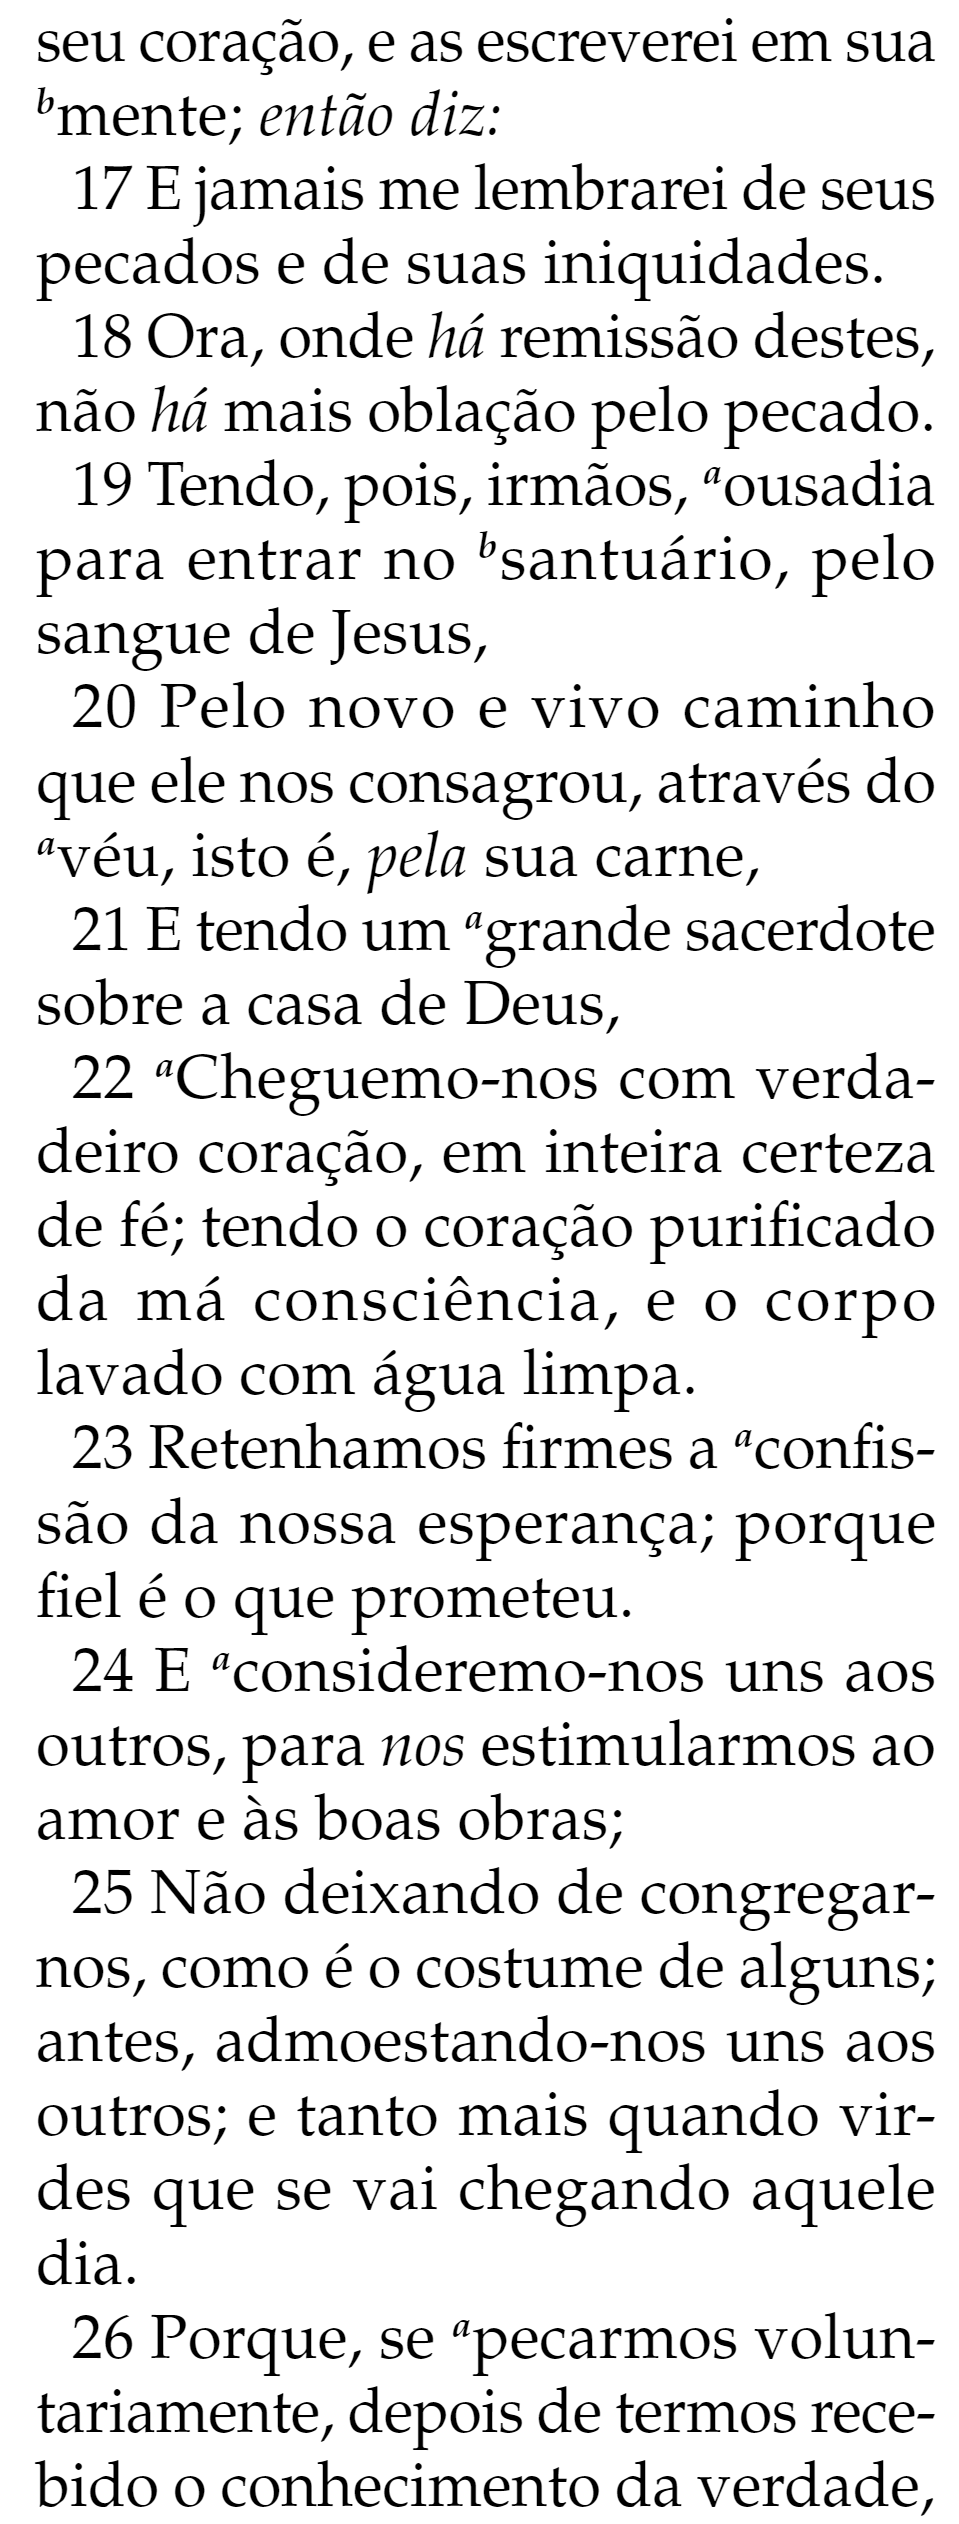 seu coração, e as escreverei em sua
bmente; então diz:
17 E jamais me lembrarei de seus
pecados e de suas iniquidades.
18 Ora, onde há remissão destes,
não há mais oblação pelo pecado.
19 Tendo, pois, irmãos, aousadia
para entrar no bsantuário, pelo
sangue de Jesus,
20 Pelo novo e vivo caminho
que ele nos consagrou, através do
avéu, isto é, pela sua carne,
21 E tendo um agrande sacerdote
sobre a casa de Deus,
22 aCheguemo-nos com verda-
deiro coração, em inteira certeza
de fé; tendo o coração purificado
da má consciência, e o corpo
lavado com água limpa.
23 Retenhamos firmes a aconfis-
são da nossa esperança; porque
fiel é o que prometeu.
24 E aconsideremo-nos uns aos
outros, para nos estimularmos ao
amor e às boas obras;
25 Não deixando de congregar-
nos, como é o costume de alguns;
antes, admoestando-nos uns aos
outros; e tanto mais quando vir-
des que se vai chegando aquele
dia.
26 Porque, se apecarmos volun-
tariamente, depois de termos rece-
bido o conhecimento da verdade,